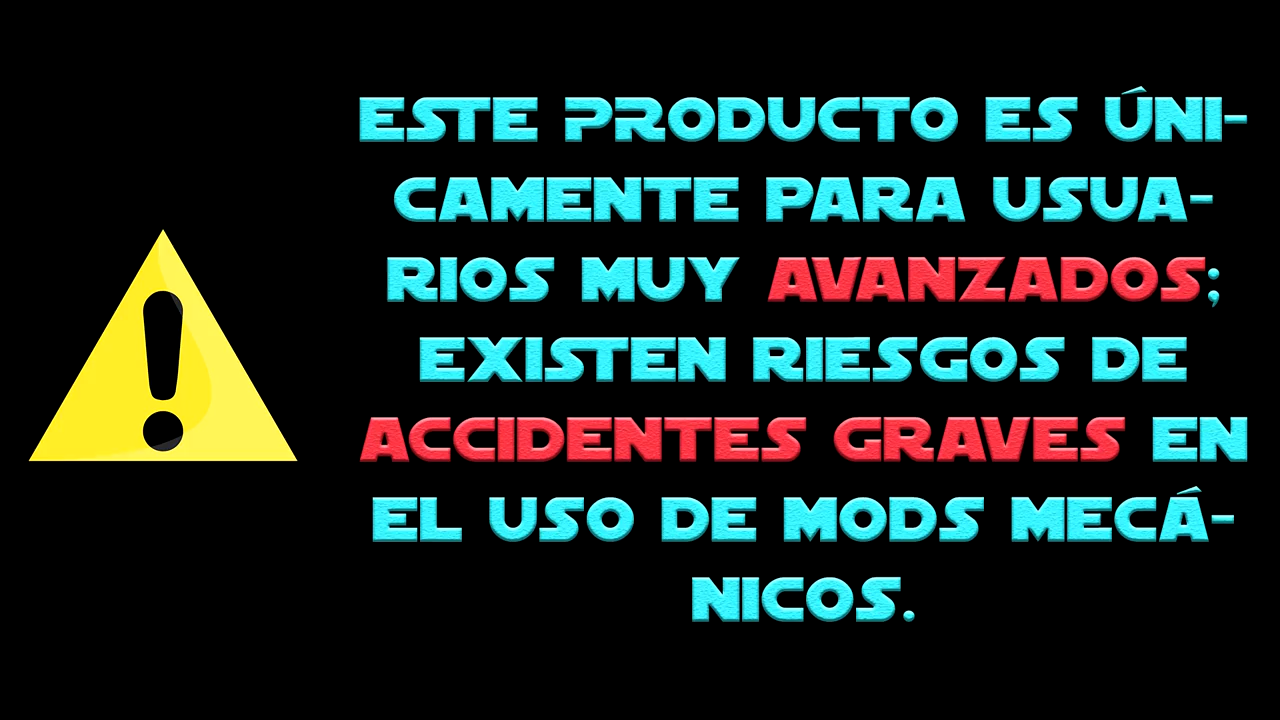 ESTE PRODUCTO ES ÚNI-
CAMENTE PARA USUA-
RIOS MUY AVANZADOS;
EXISTEN RIESGOS DE
ACCIDENTES GRAVES EN
EL USO DE MODS MECÁ-
NICOS.